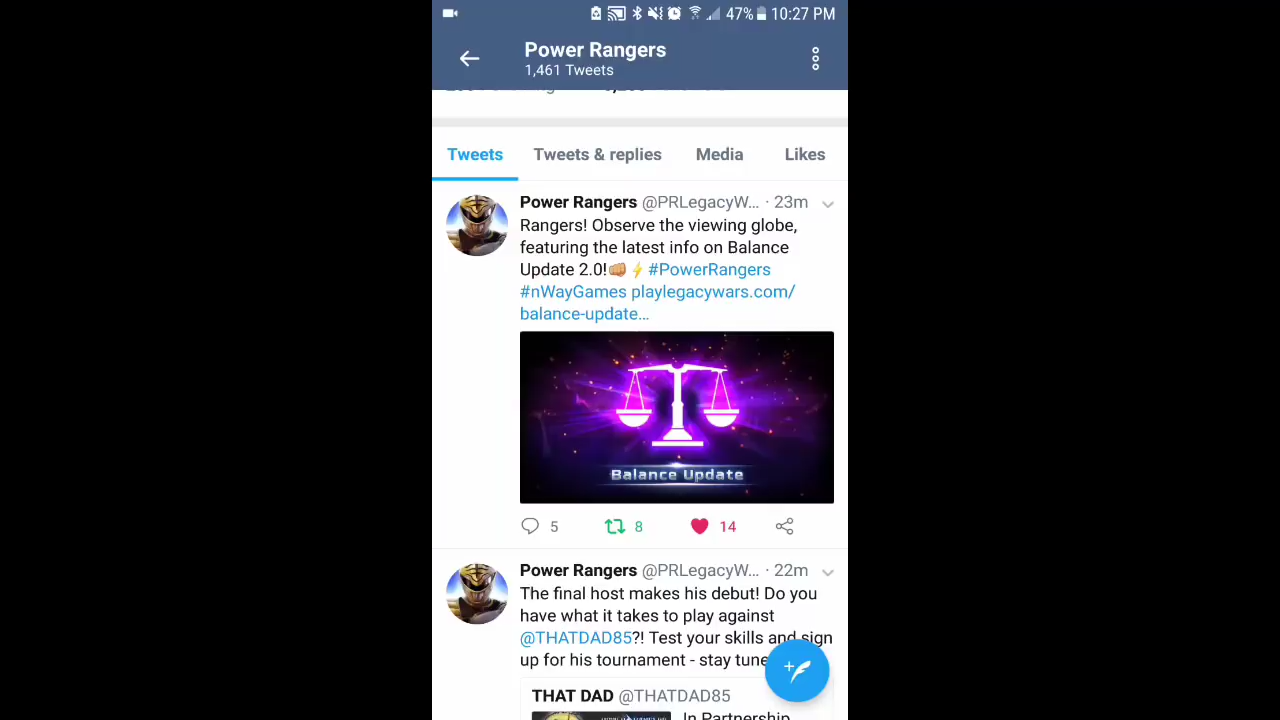 47% 10:27 PM
Power Rangers
1,461 Tweets
Tweets Tweets & replies Media Likes
Power Rangers @PRLegacyW... · 23m
Rangers! Observe the viewing globe,
featuring the latest info on Balance
Update 2.0!👊⚡ #PowerRangers
#nWayGames playlegacywars.com/
balance-update…
Balance Update
5 8 14
Power Rangers @PRLegacyW... · 22m
The final host makes his debut! Do you
have what it takes to play against
@THATDAD85?! Test your skills and sign
up for his tournament - stay tune
THAT DAD @THATDAD85
In Partnership